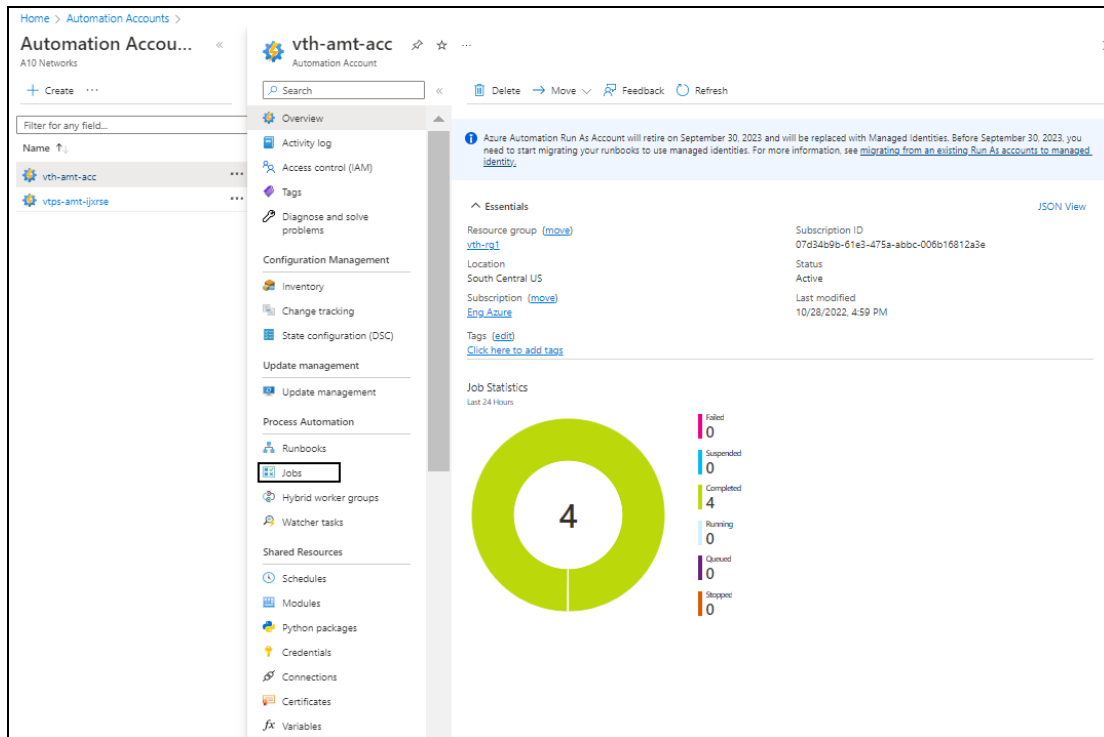 Home > Automation Accounts >
Automation Accou...
A10 Networks
Create
Filter for any field...
Name
vth-amt-acc
vtps-amt-ijxrse
vth-amt-acc
Automation Account
Search
Overview
Activity log
Access control (IAM)
Tags
Diagnose and solve
problems
Configuration Management
Inventory
Change tracking
State configuration (DSC)
Update management
Update management
Process Automation
Runbooks
Jobs
Hybrid worker groups
Watcher tasks
Shared Resources
Schedules
Modules
Python packages
Credentials
Connections
Certificates
Variables
Delete Move Feedback Refresh
Azure Automation Run As Account will retire on September 30, 2023 and will be replaced with Managed Identities. Before September 30, 2023, you
need to start migrating your runbooks to use managed identities. For more information, see migrating from an existing Run As accounts to managed
identity.
Essentials JSON View
Resource group (move)
vth-rg1
Location
South Central US
Subscription (move)
Eng Azure
Subscription ID
07d34b9b-61e3-475a-abbc-006b16812a3e
Status
Active
Last modified
10/28/2022, 4:59 PM
Tags (edit)
Click here to add tags
Job Statistics
Last 24 Hours
4
Failed
0
Suspended
0
Completed
4
Running
0
Queued
0
Stopped
0